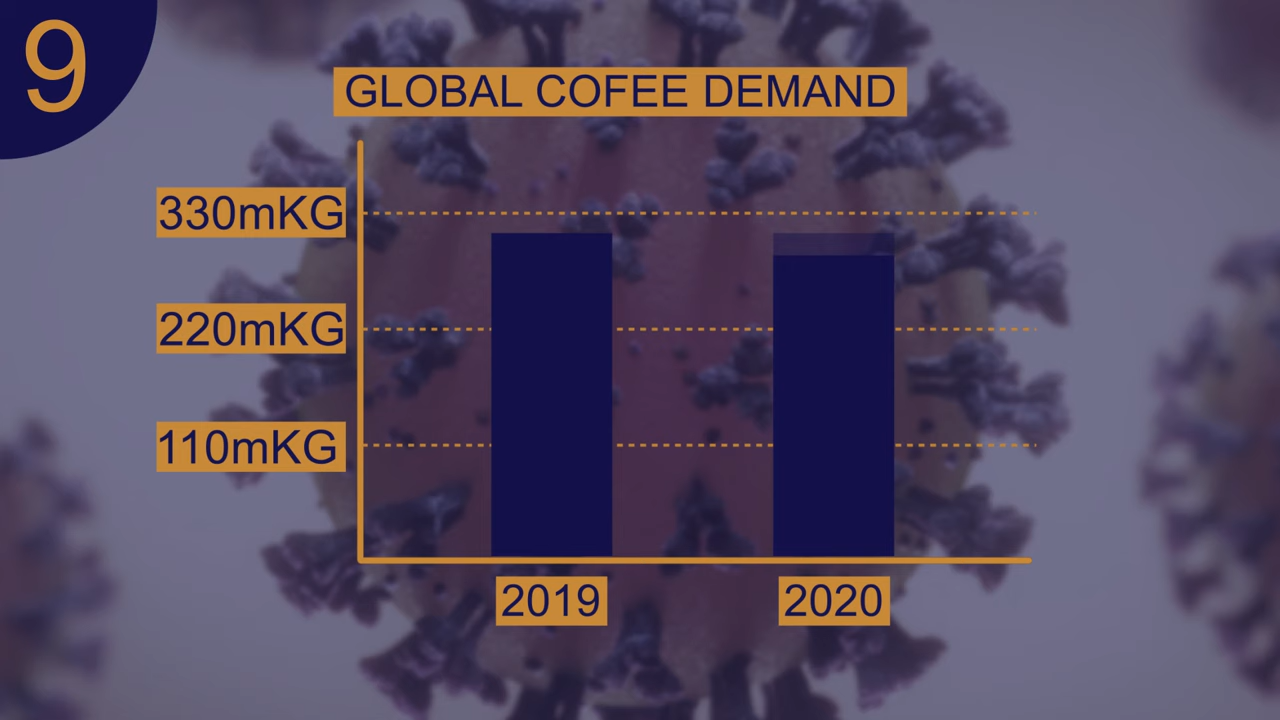 9
GLOBAL COFEE DEMAND
330mKG
220mKG
110mKG
2019
2020